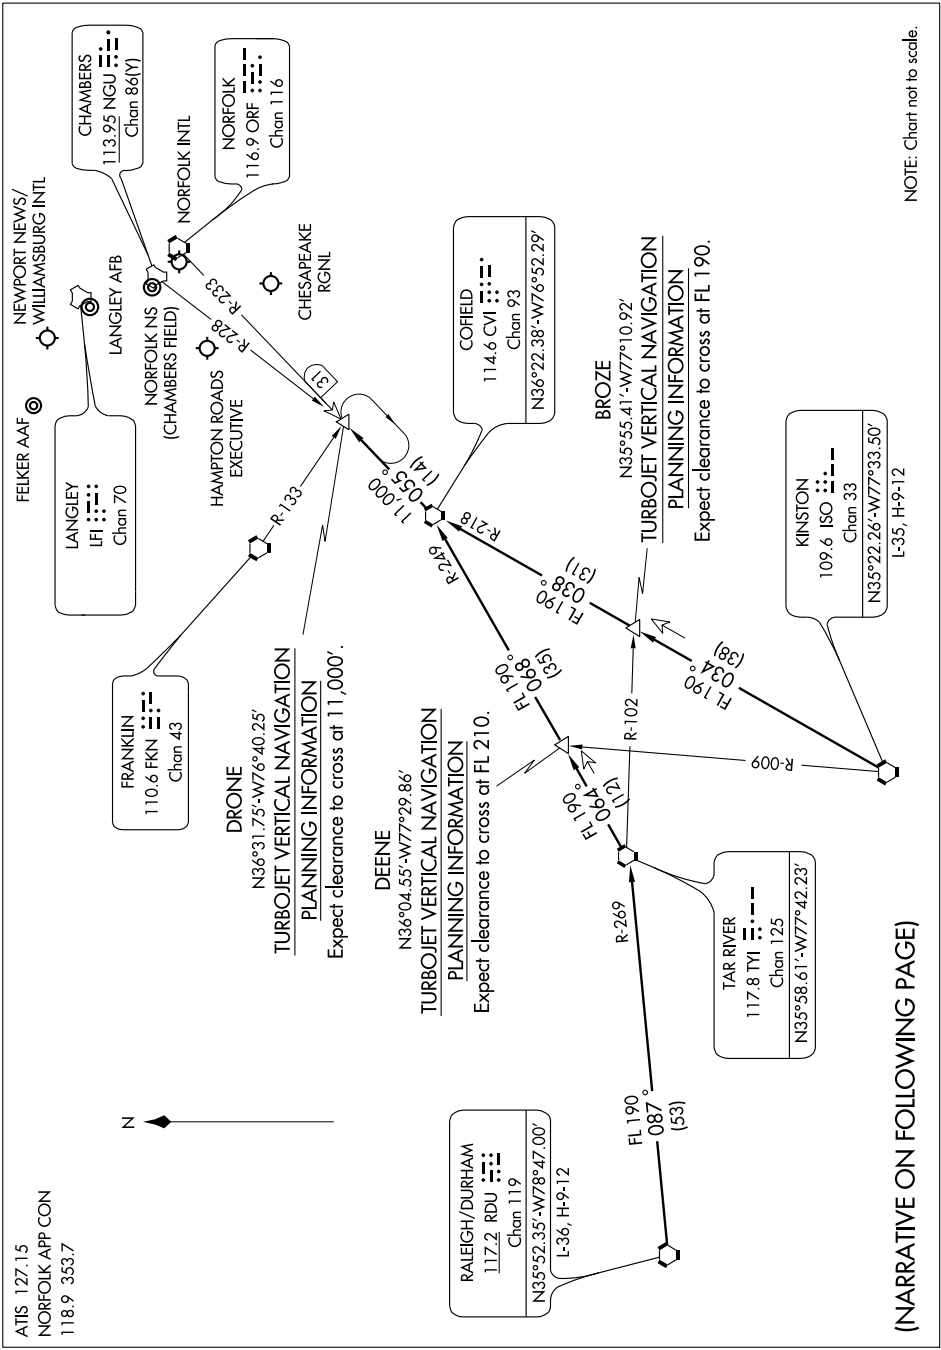 ATIS 127.15
NORFOLK APP CON
118.9 353.7
N
FELKER AAF
NEWPORT NEWS/
WILLIAMSBURG INTL
LANGLEY AFB
NORFOLK NS
(CHAMBERS FIELD)
HAMPTON ROADS
EXECUTIVE
NORFOLK INTL
CHESAPEAKE
RGNL
CHAMBERS
113.95 NGU
Chan 86(Y)
NORFOLK
116.9 ORF
Chan 116
LANGLEY
LFI
Chan 70
R-233
R-228
31
R-133
FRANKLIN
110.6 FKN
Chan 43
DRONE
N36°31.75'-W76°40.25'
TURBOJET VERTICAL NAVIGATION
PLANNING INFORMATION
Expect clearance to cross at 11,000'.
11,000
055°
(14)
COFIELD
114.6 CVI
Chan 93
N36°22.38'-W76°52.29'
R-249
R-218
DEENE
N36°04.55'-W77°29.86'
TURBOJET VERTICAL NAVIGATION
PLANNING INFORMATION
Expect clearance to cross at FL 210.
FL 190
068°
(35)
FL 190
038°
(31)
BROZE
N35°55.41'-W77°10.92'
TURBOJET VERTICAL NAVIGATION
PLANNING INFORMATION
Expect clearance to cross at FL 190.
FL 190
064°
(12)
R-102
R-009
FL 190
034°
(38)
KINSTON
109.6 ISO
Chan 33
N35°22.26'-W77°33.50'
L-35, H-9-12
R-269
TAR RIVER
117.8 TYI
Chan 125
N35°58.61'-W77°42.23'
FL 190
087°
(53)
RALEIGH/DURHAM
117.2 RDU
Chan 119
N35°52.35'-W78°47.00'
L-36, H-9-12
(NARRATIVE ON FOLLOWING PAGE)
NOTE: Chart not to scale.